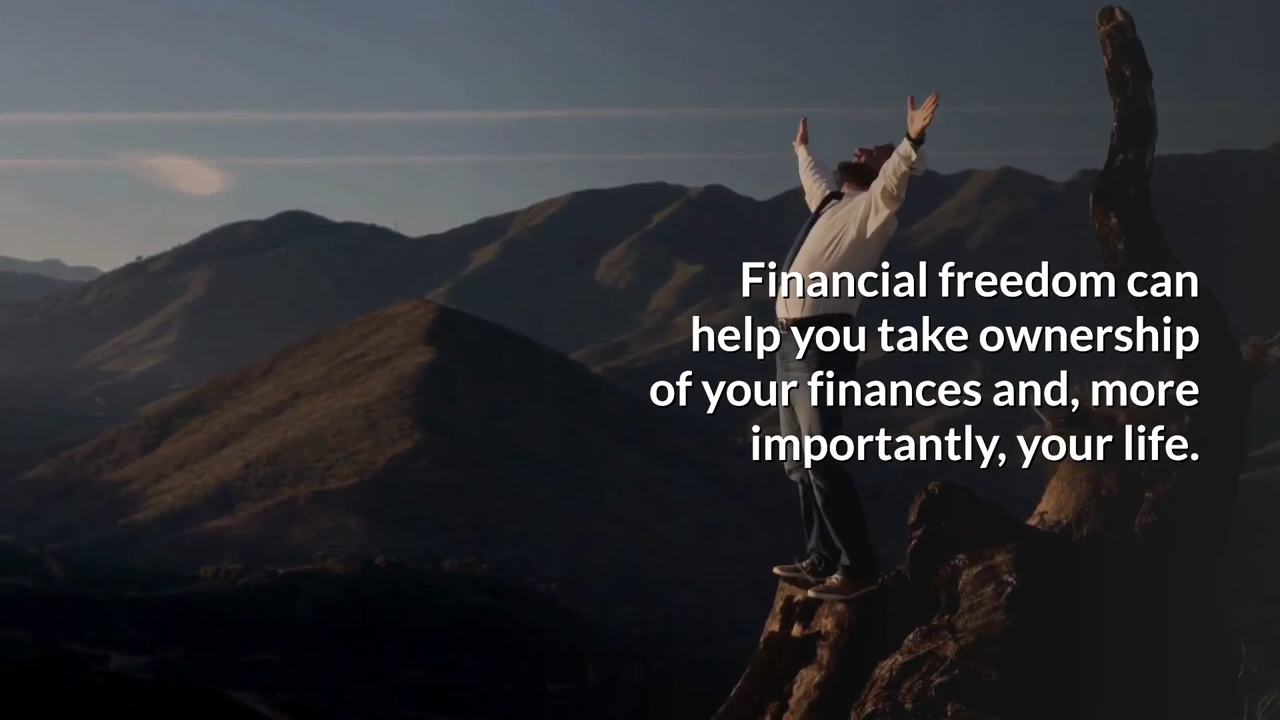 Financial freedom can
help you take ownership
of your finances and, more
importantly, your life.